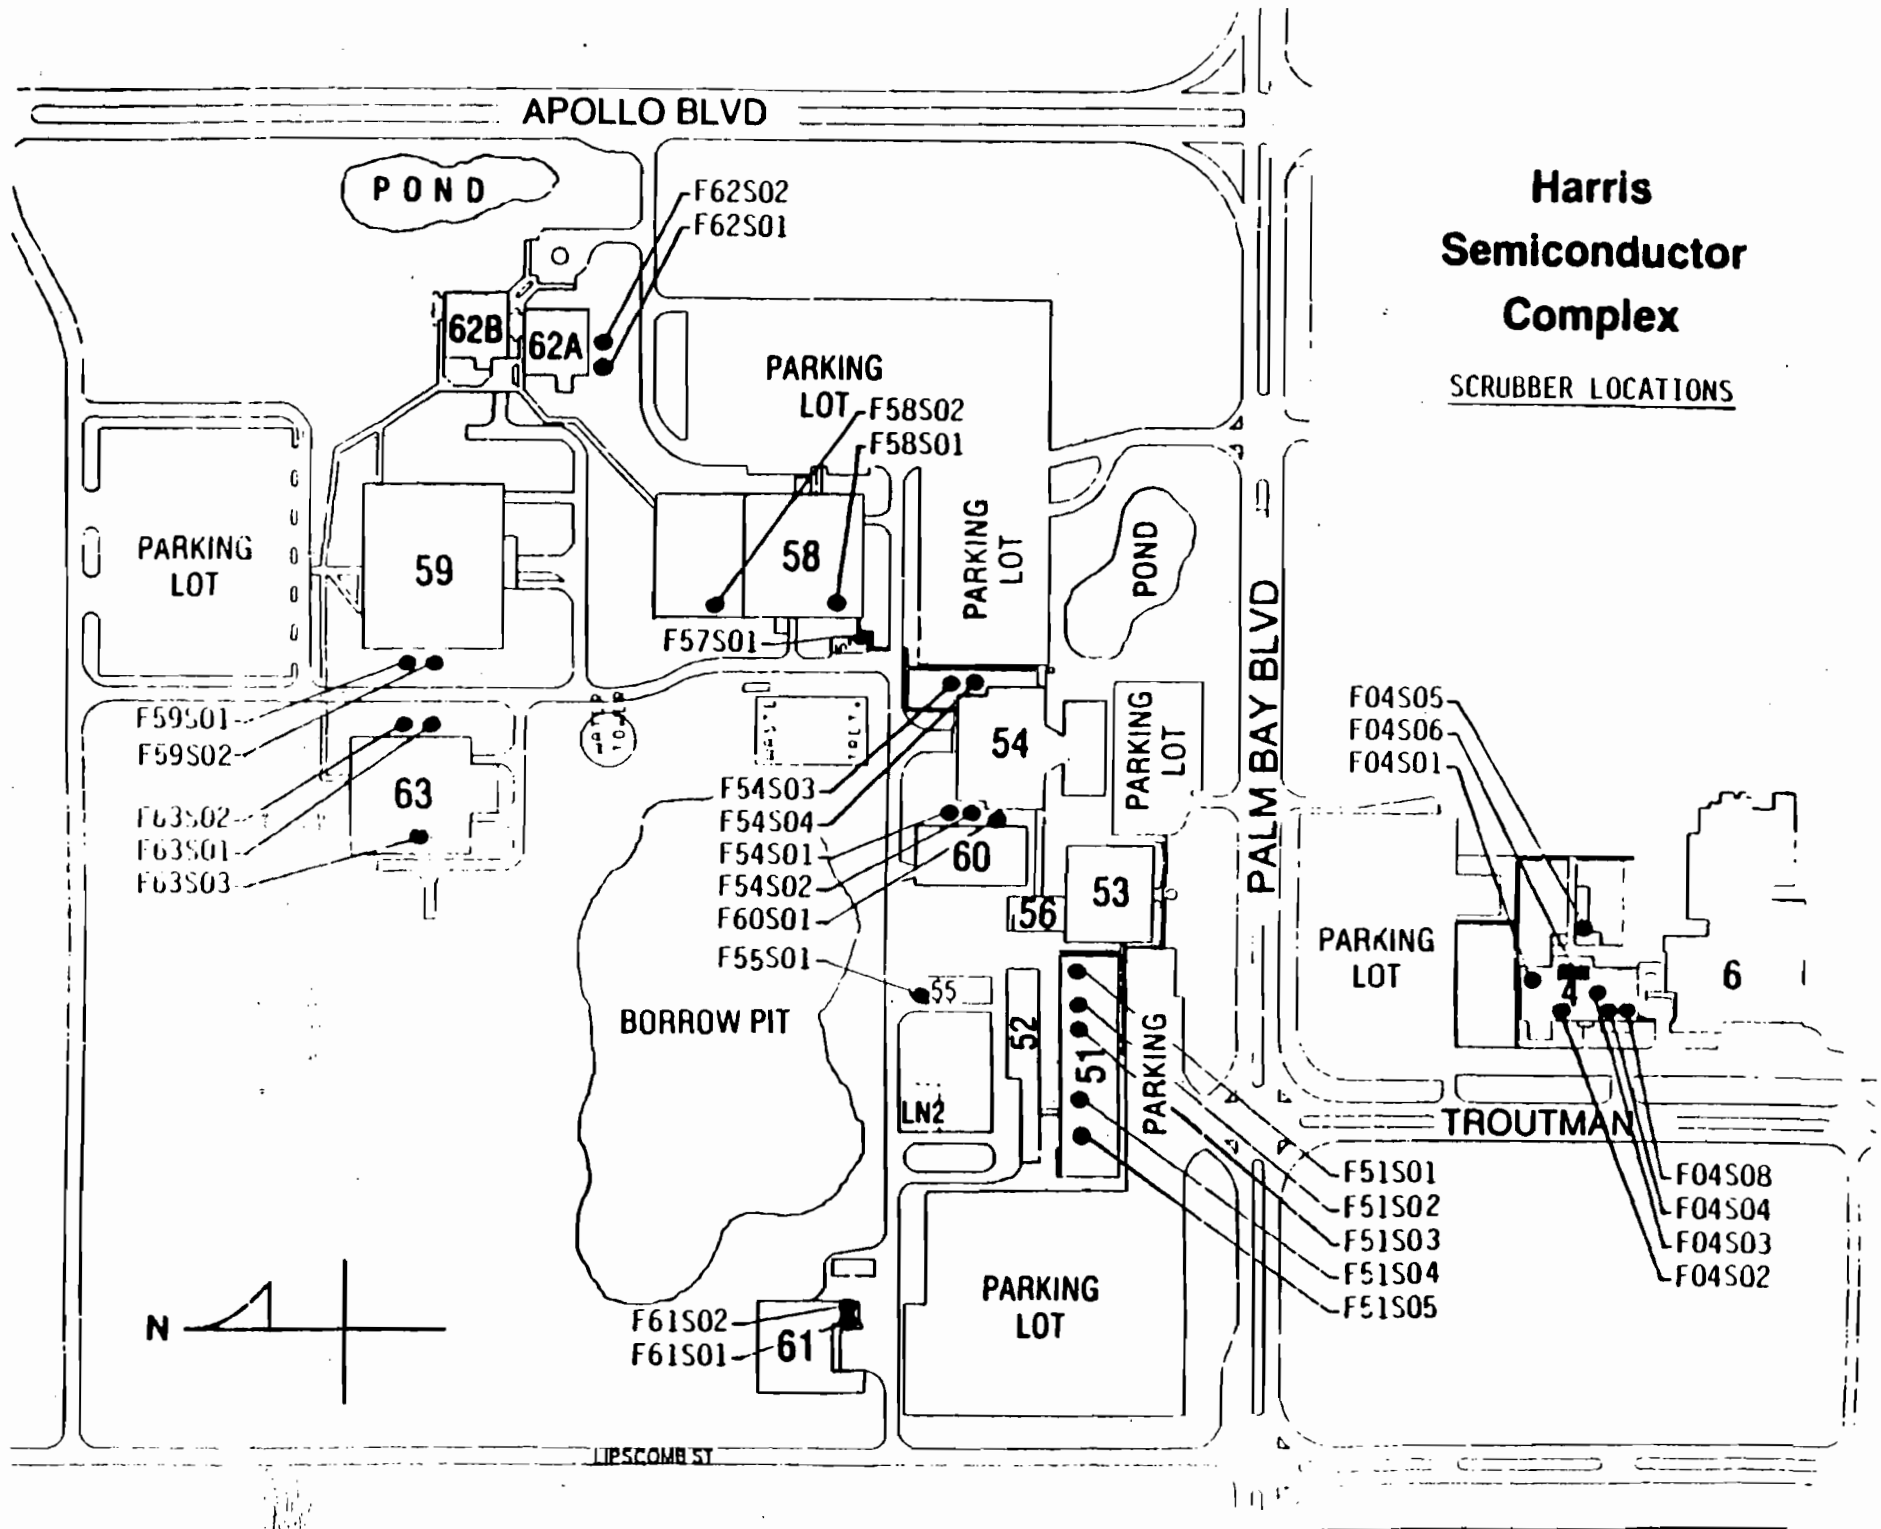 APOLLO BLVD
Harris
Semiconductor
Complex
SCRUBBER LOCATIONS
POND
F62S02
F62S01
62B
62A
PARKING
LOT
F58S02
F58S01
PARKING
LOT
59
58
PARKING
LOT
POND
PALM BAY BLVD
F57S01
F59S01
F59S02
63
F63S02
F63S01
F63S03
54
PARKING
LOT
F54S03
F54S04
F54S01
F54S02
F60S01
F55S01
60
53
56
55
52
51
PARKING
LN2
BORROW PIT
F04S05
F04S06
F04S01
PARKING
LOT
4
6
TROUTMAN
F51S01
F51S02
F51S03
F51S04
F51S05
F04S08
F04S04
F04S03
F04S02
PARKING
LOT
N
F61S02
F61S01
61
LIPSCOMB ST